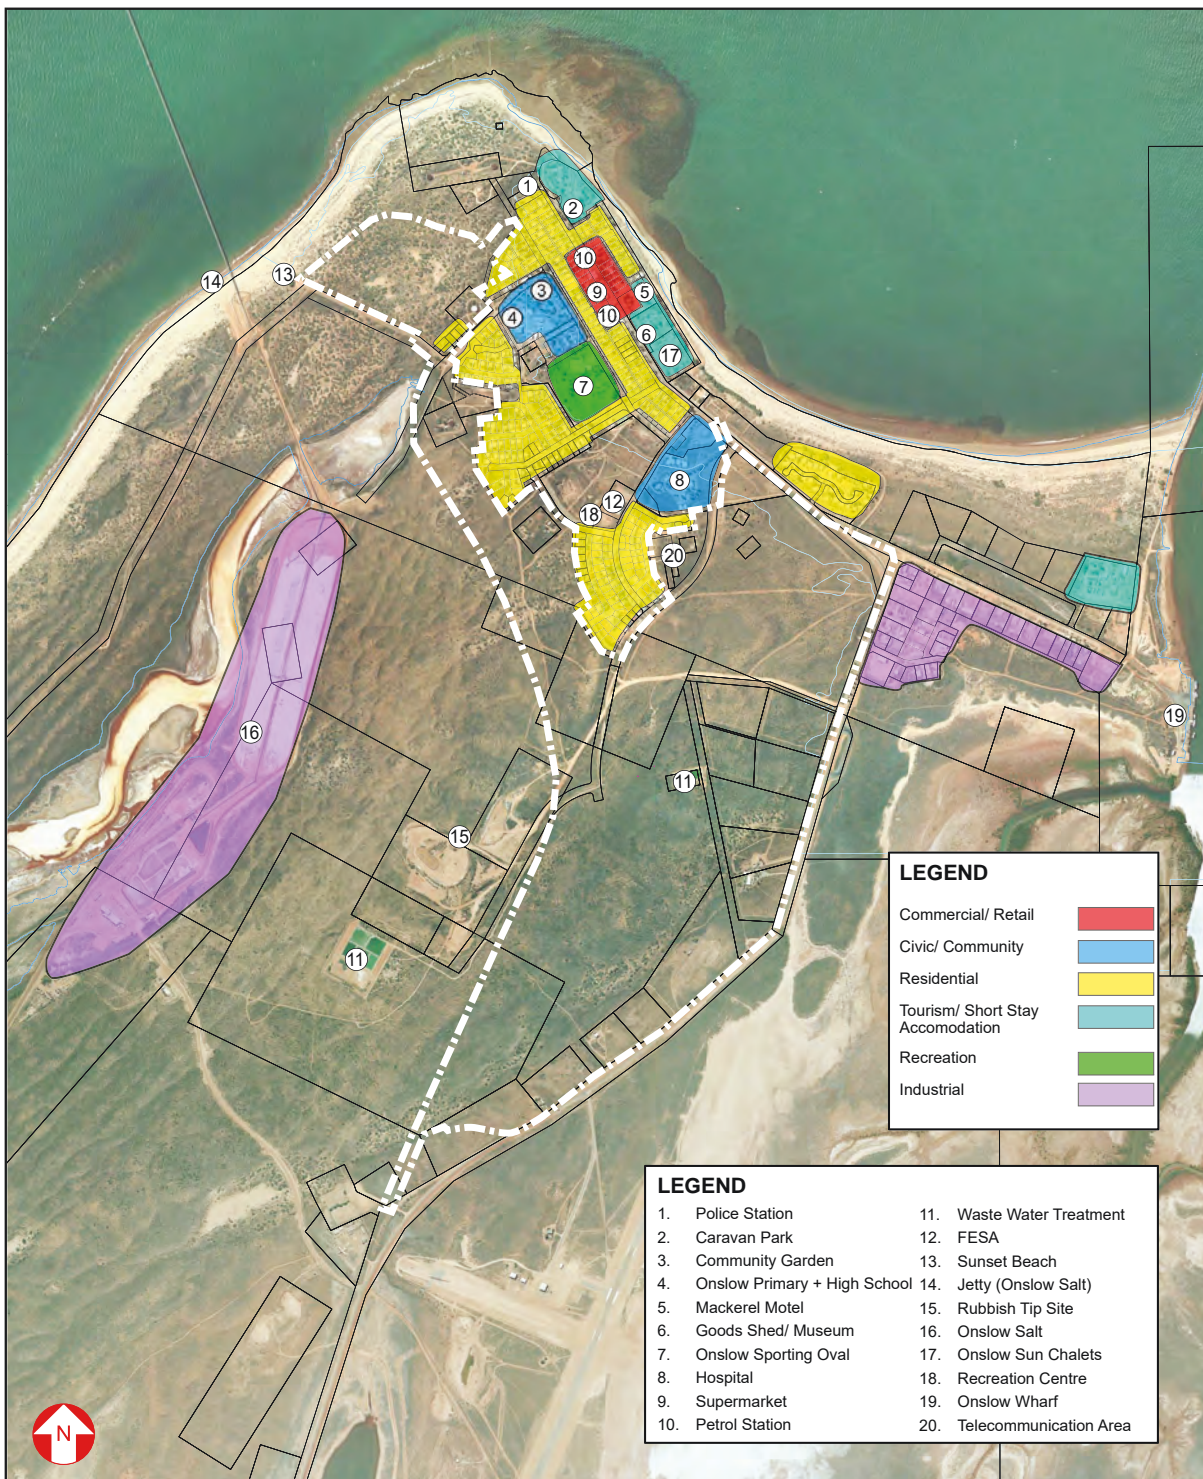 1
2
10
14
13
3
9
5
4
10
6
17
7
8
12
18
20
19
16
11
15
11
LEGEND
Commercial/ Retail
Civic/ Community
Residential
Tourism/ Short Stay
Accomodation
Recreation
Industrial
LEGEND
1. Police Station
2. Caravan Park
3. Community Garden
4. Onslow Primary + High School
5. Mackerel Motel
6. Goods Shed/ Museum
7. Onslow Sporting Oval
8. Hospital
9. Supermarket
10. Petrol Station
11. Waste Water Treatment
12. FESA
13. Sunset Beach
14. Jetty (Onslow Salt)
15. Rubbish Tip Site
16. Onslow Salt
17. Onslow Sun Chalets
18. Recreation Centre
19. Onslow Wharf
20. Telecommunication Area
N